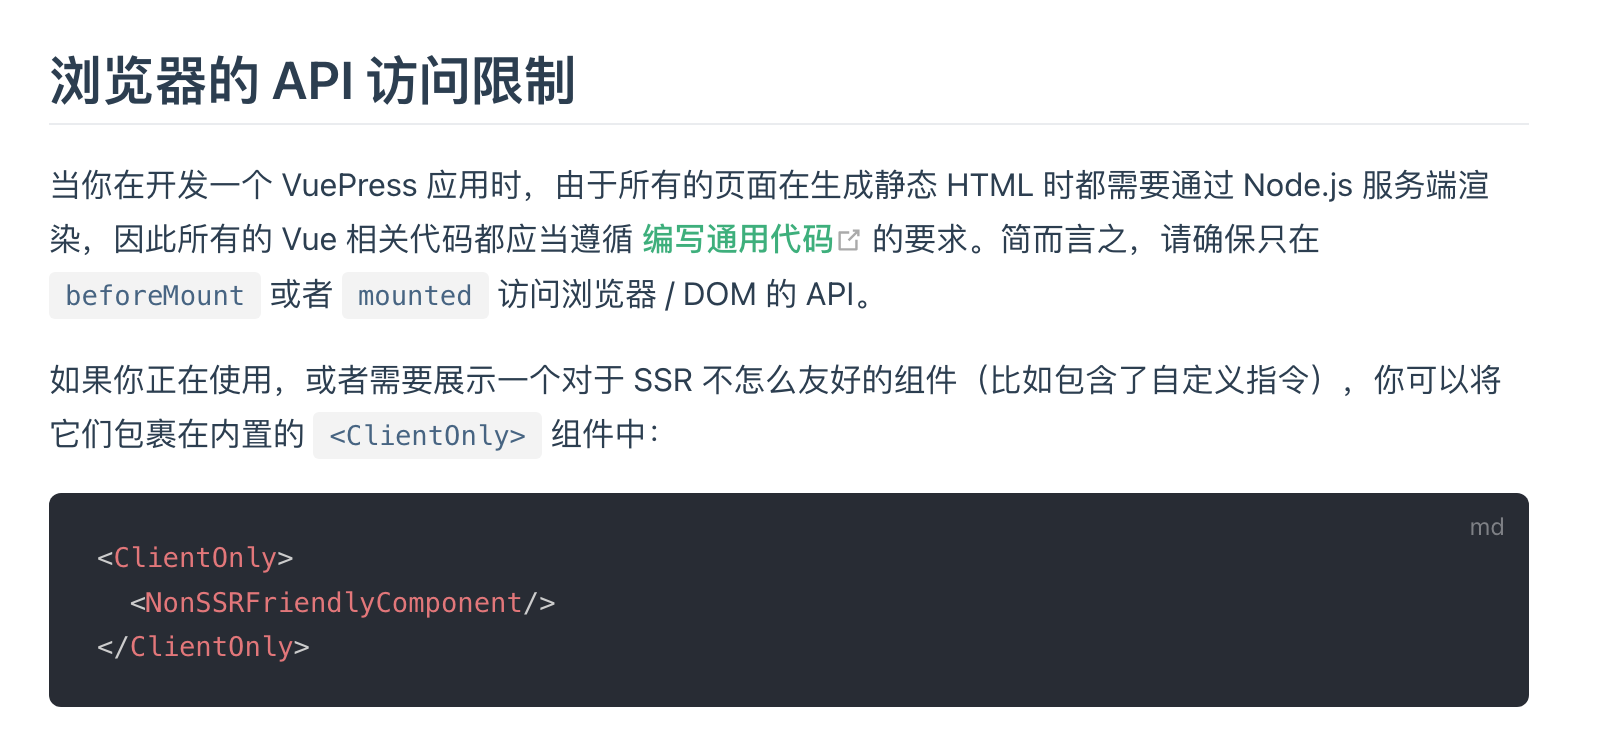 浏览器的 API 访问限制
当你在开发一个 VuePress 应用时，由于所有的页面在生成静态 HTML 时都需要通过 Node.js 服务端渲
染，因此所有的 Vue 相关代码都应当遵循 编写通用代码 的要求。简而言之，请确保只在
beforeMount 或者 mounted 访问浏览器 / DOM 的 API。
如果你正在使用，或者需要展示一个对于 SSR 不怎么友好的组件（比如包含了自定义指令），你可以将
它们包裹在内置的 <ClientOnly> 组件中：
md
<ClientOnly>
  <NonSSRFriendlyComponent/>
</ClientOnly>